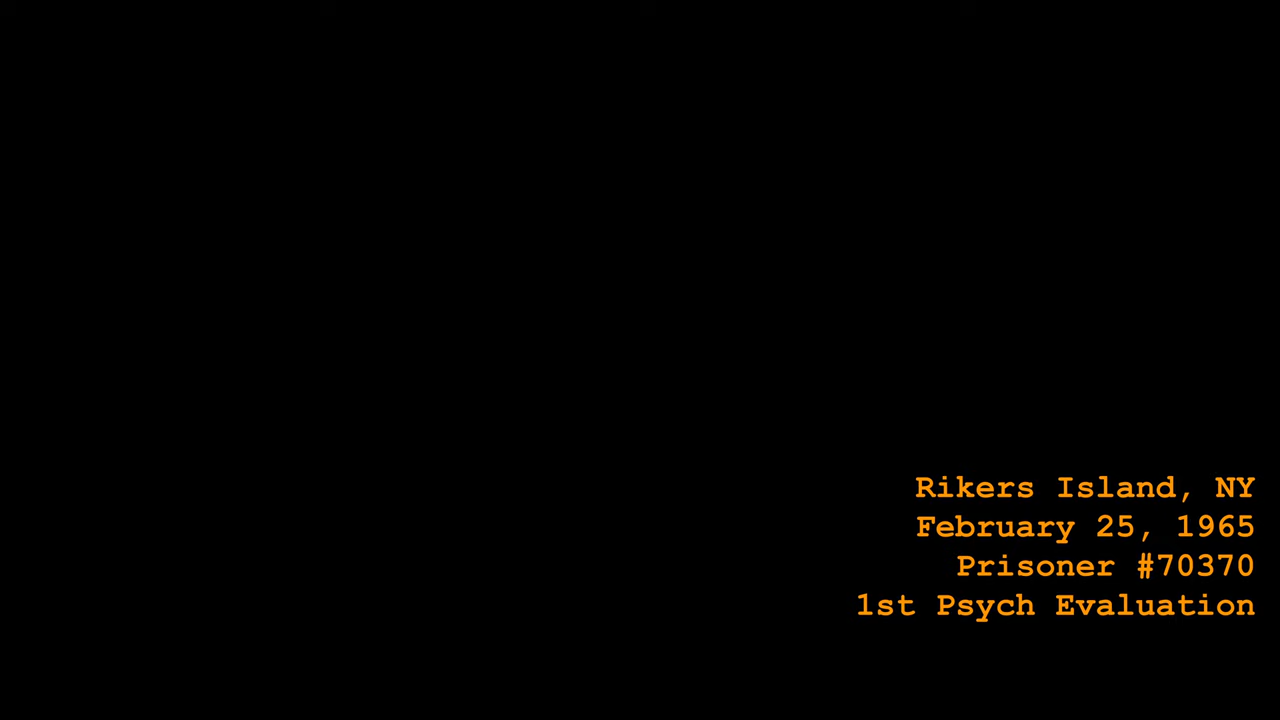 Rikers Island, NY
February 25, 1965
Prisoner #70370
1st Psych Evaluation